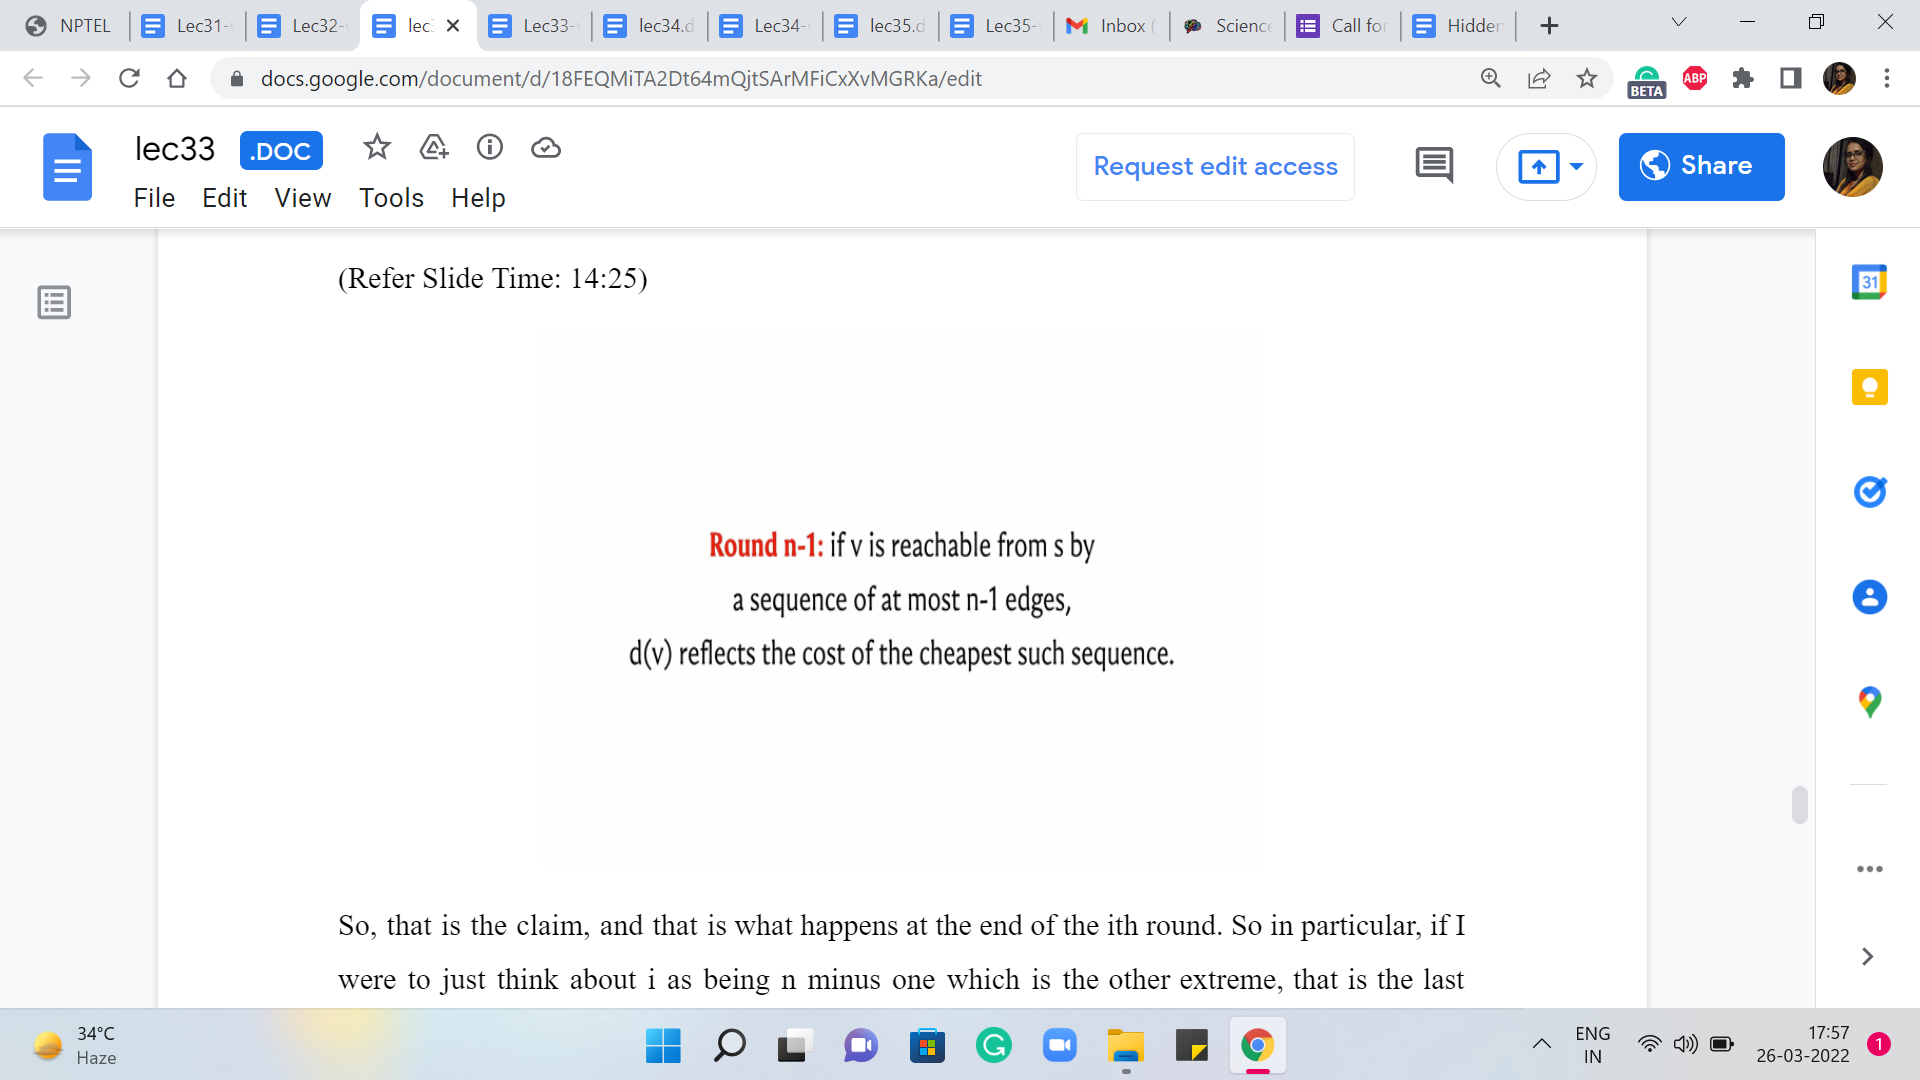 NPTEL
Lec31-
Lec32-
lec3
Lec33-
lec34.d
Lec34-
lec35.d
Lec35-
Inbox (
Science
Call for
Hidden
docs.google.com/document/d/18FEQMiTA2Dt64mQjtSArMFiCxXvMGRKa/edit
BETA
ABP
lec33 .DOC
Request edit access
Share
File Edit View Tools Help
31
(Refer Slide Time: 14:25)
Round n-1: if v is reachable from s by
a sequence of at most n-1 edges,
d(v) reflects the cost of the cheapest such sequence.
So, that is the claim, and that is what happens at the end of the ith round. So in particular, if I
were to just think about i as being n minus one which is the other extreme, that is the last
34°C
Haze
ENG
IN
17:57
26-03-2022
1